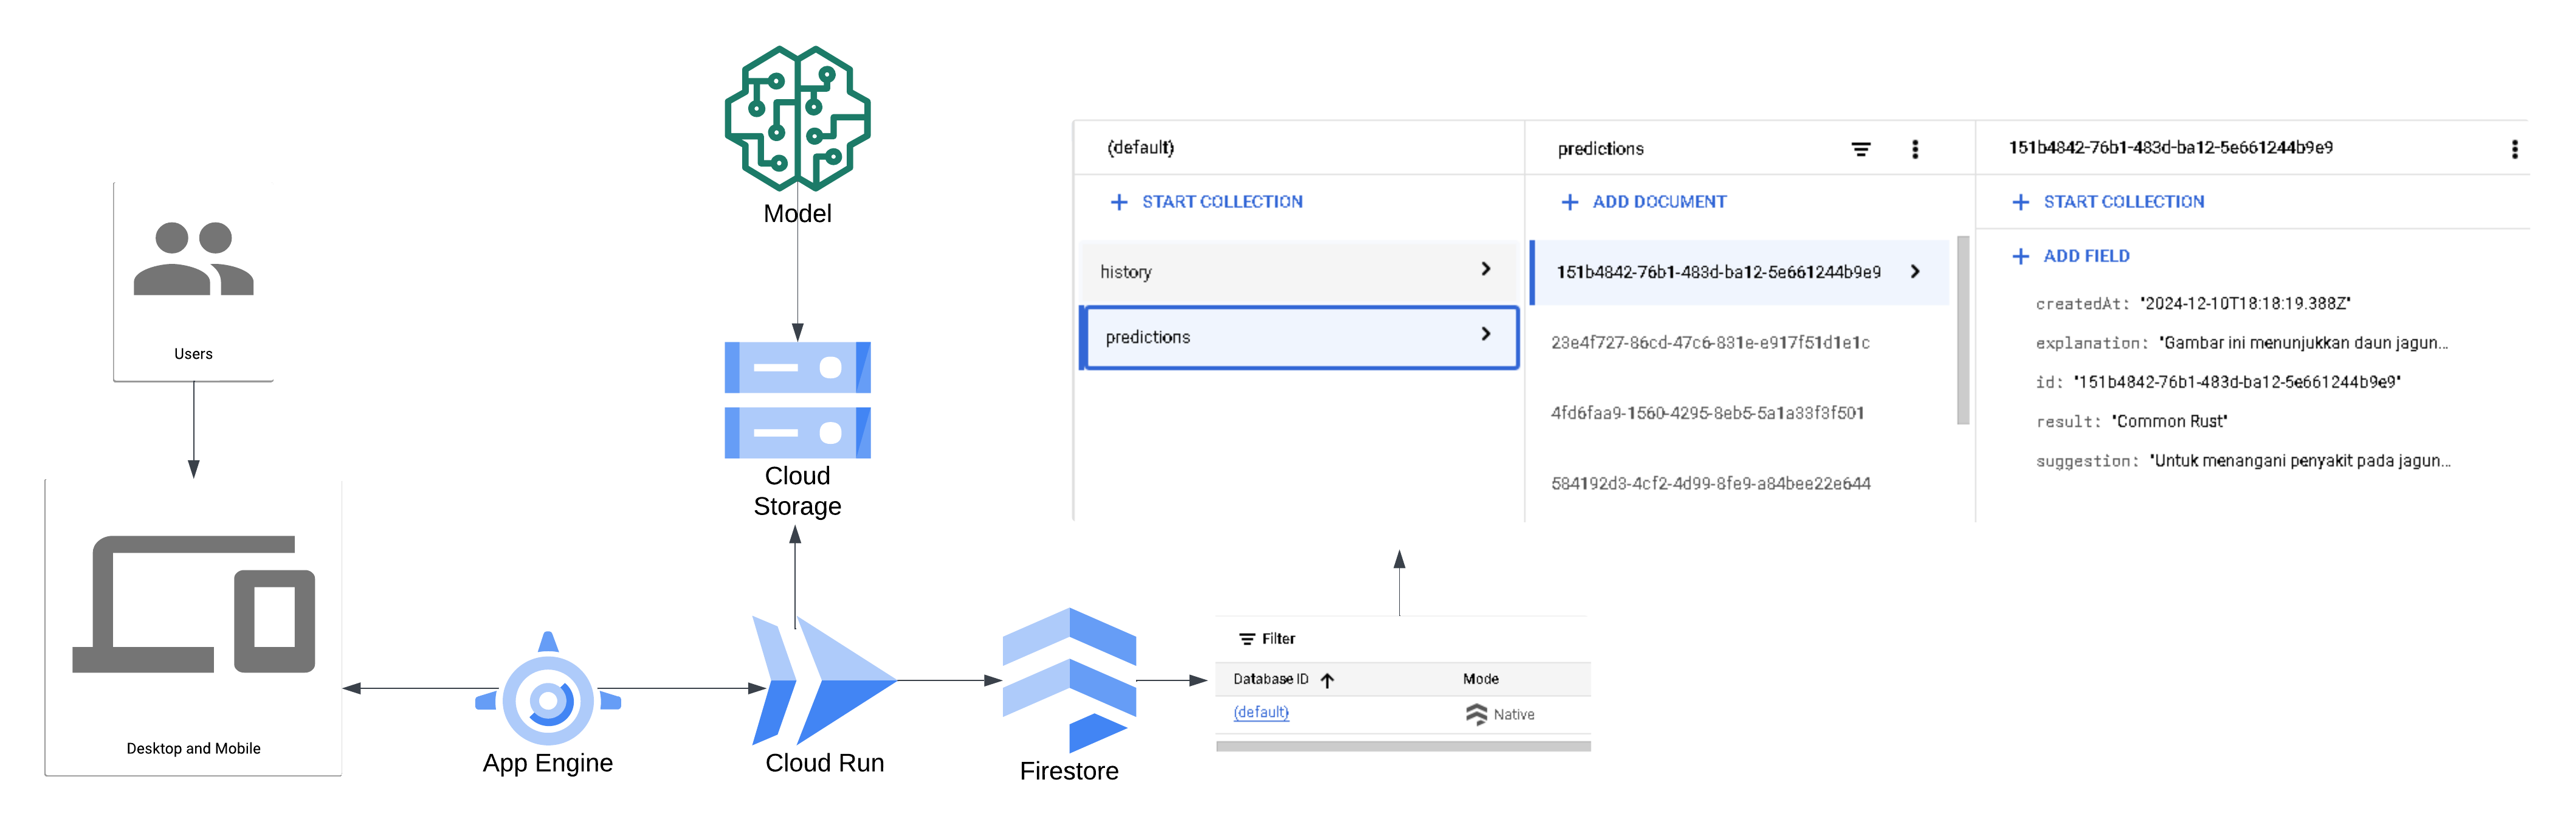 Users
Desktop and Mobile
Model
Cloud
Storage
App Engine
Cloud Run
Firestore
Filter
Database ID
Mode
(default)
Native
(default)
START COLLECTION
history
predictions
predictions
ADD DOCUMENT
151b4842-76b1-483d-ba12-5e661244b9e9
23e4f727-86cd-47c6-831e-e917f51d1e1c
4fd6faa9-1560-4295-8eb5-5a1a33f3f501
584192d3-4cf2-4d99-8fe9-a84bee22e644
151b4842-76b1-483d-ba12-5e661244b9e9
START COLLECTION
ADD FIELD
createdAt: "2024-12-10T18:18:19.388Z"
explanation: "Gambar ini menunjukkan daun jagun...
id: "151b4842-76b1-483d-ba12-5e661244b9e9"
result: "Common Rust"
suggestion: "Untuk menangani penyakit pada jagun...